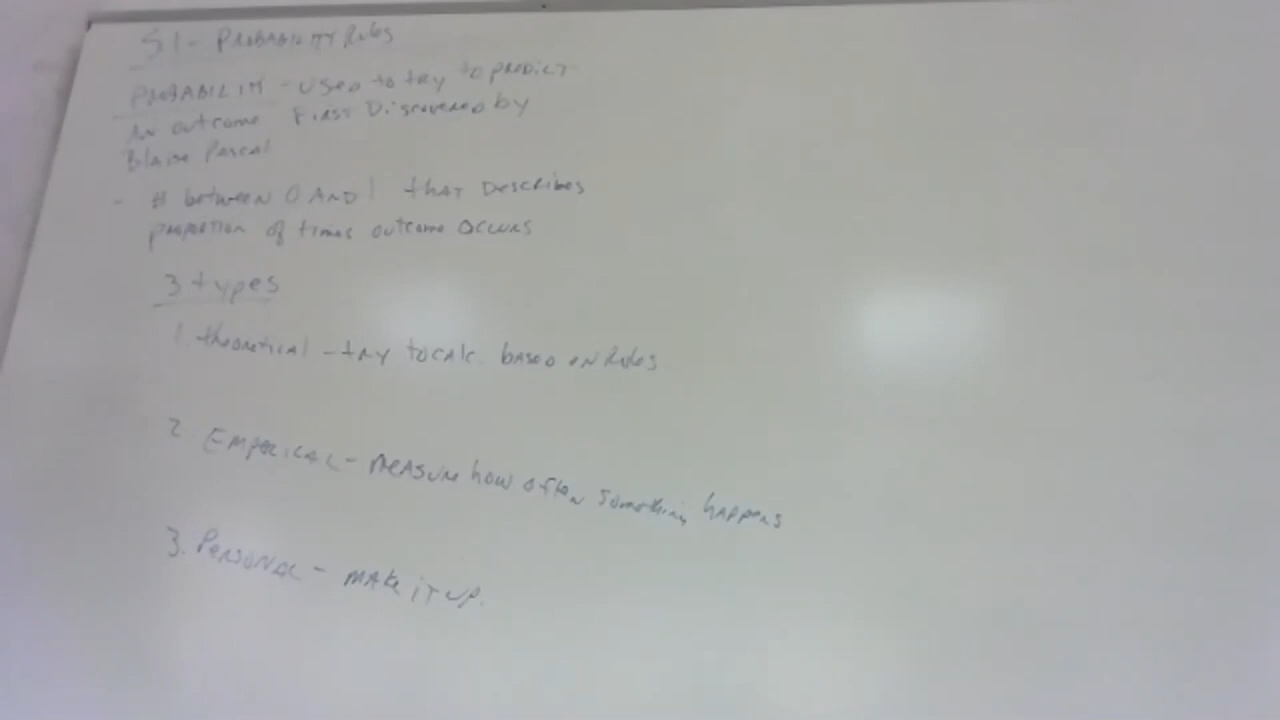 5.1 - PROBABILITY Rules
PROBABILITY - used to try to predict
an outcome First Discovered by
Blaise Pascal
- # between 0 AND 1 that Describes
proportion of times outcome occurs
3 types
1. theoretical - try to calc. based on Rules
2. EMPERICAL - measure how often something happens
3. PERSONAL - make it up.